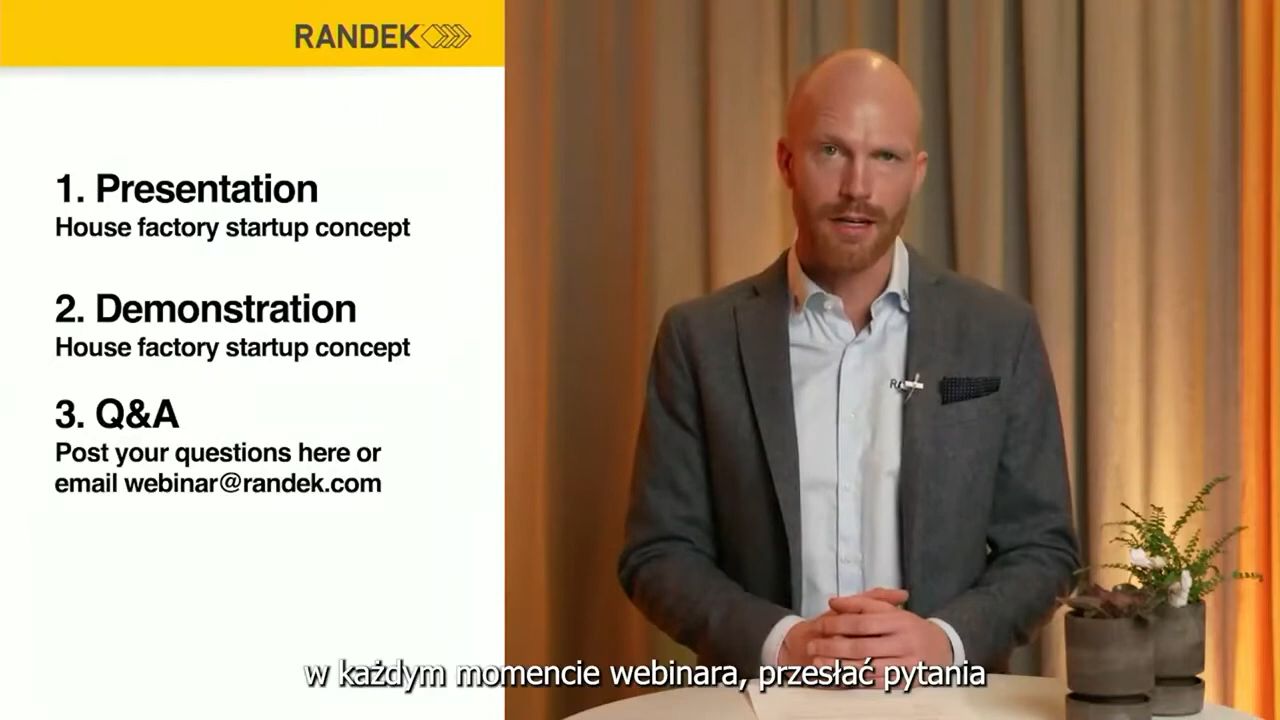 RANDEK
1. Presentation
House factory startup concept
2. Demonstration
House factory startup concept
3. Q&A
Post your questions here or
email webinar@randek.com
w każdym momencie webinara, przesłać pytania